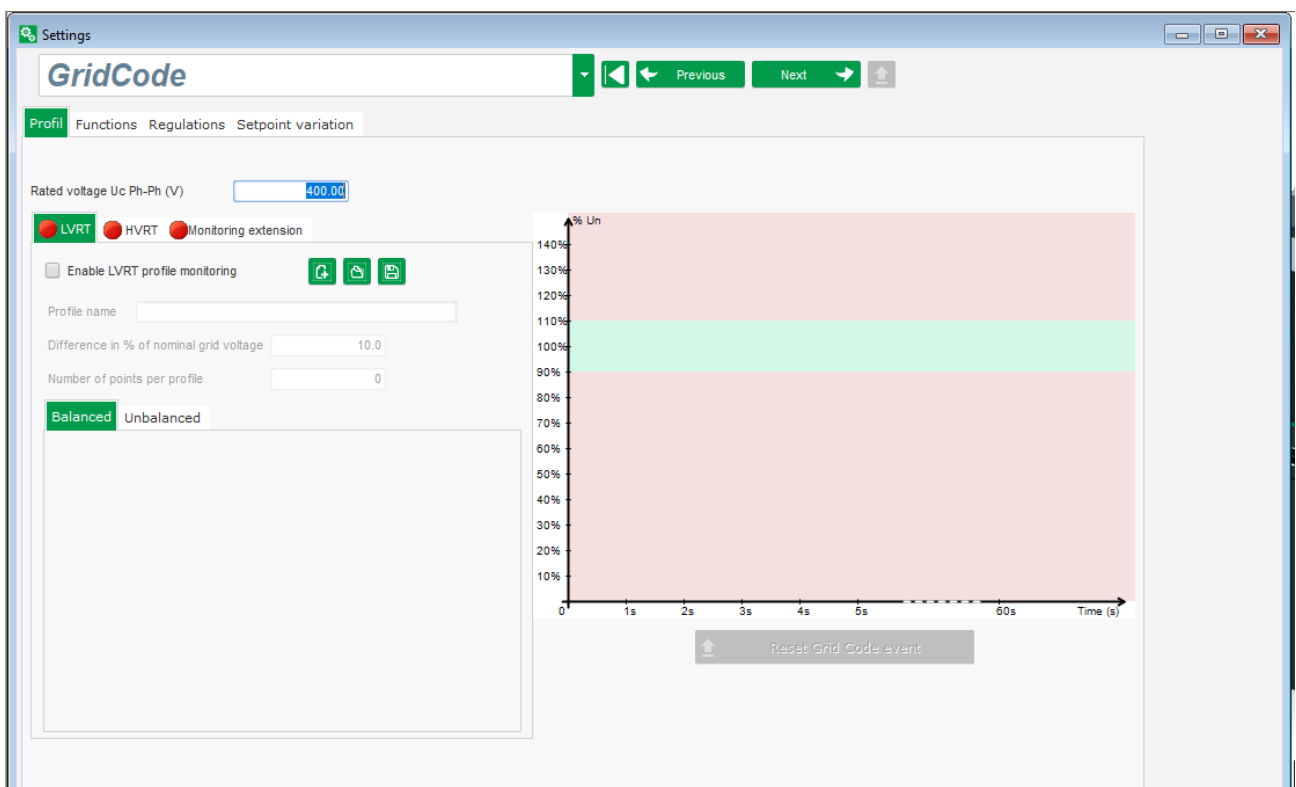 Settings
GridCode
Previous
Next
Profil Functions Regulations Setpoint variation
Rated voltage Uc Ph-Ph (V) 400.00
LVRT HVRT Monitoring extension
Enable LVRT profile monitoring
Profile name
Difference in % of nominal grid voltage 10.0
Number of points per profile 0
Balanced Unbalanced
% Un
140%
130%
120%
110%
100%
90%
80%
70%
60%
50%
40%
30%
20%
10%
0 1s 2s 3s 4s 5s 60s Time (s)
Reset Grid Code event